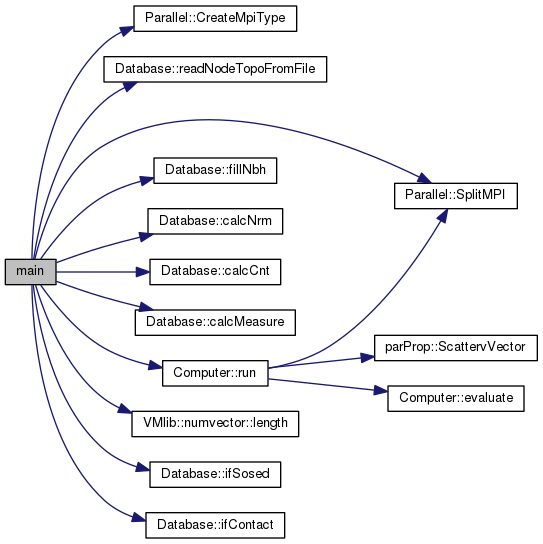 Parallel::CreateMpiType
Database::readNodeTopoFromFile
Database::fillNbh
Parallel::SplitMPI
Database::calcNrm
main
Database::calcCnt
Database::calcMeasure
parProp::ScattervVector
Computer::run
Computer::evaluate
VMlib::numvector::length
Database::ifSosed
Database::ifContact